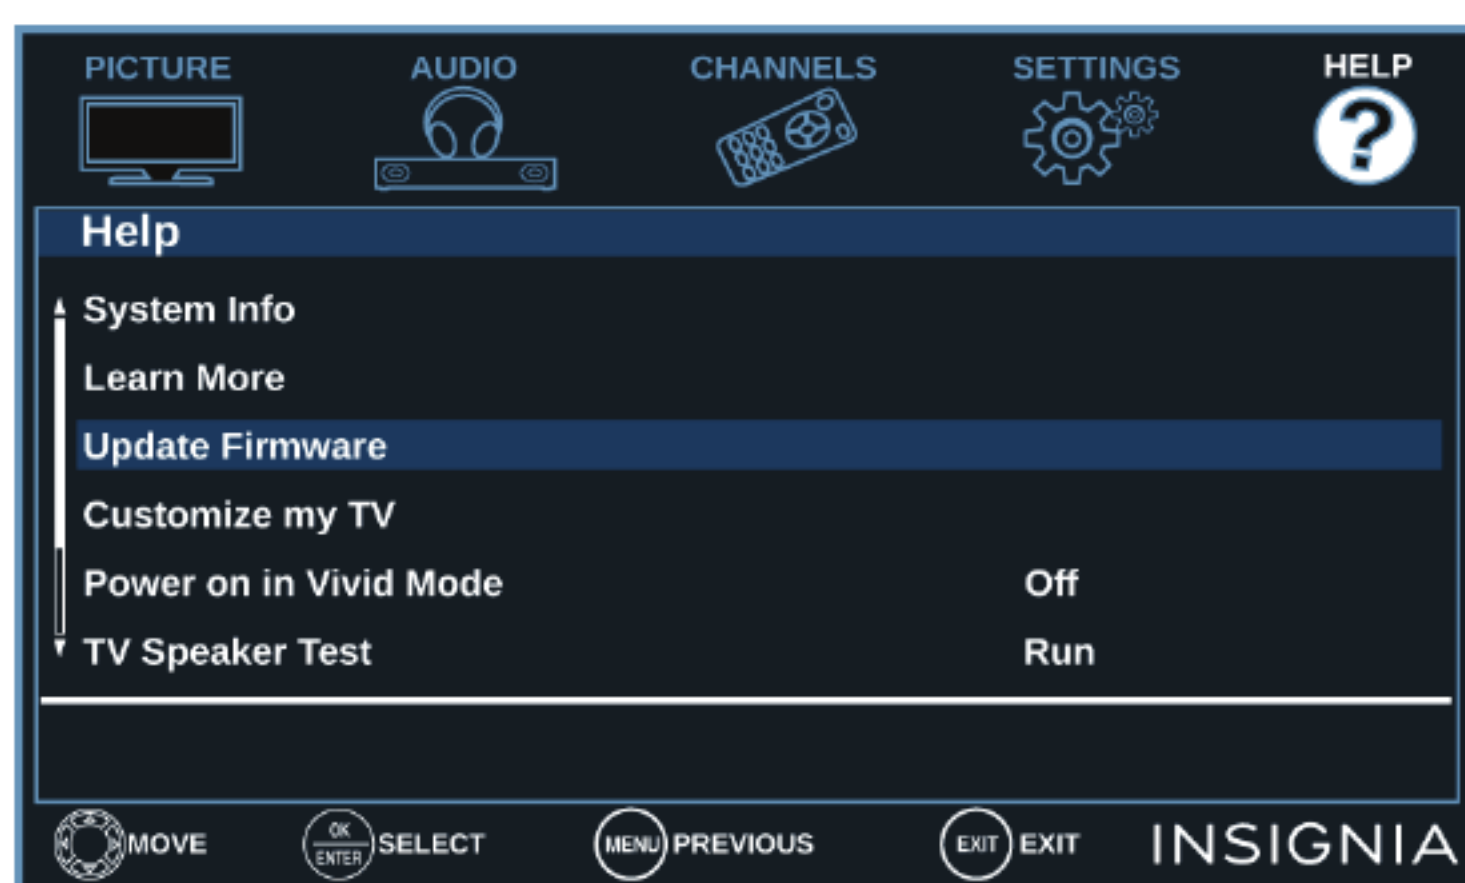 PICTURE AUDIO CHANNELS SETTINGS HELP
?
Help
System Info
Learn More
Update Firmware
Customize my TV
Power on in Vivid Mode Off
TV Speaker Test Run
MOVE OK ENTER SELECT MENU PREVIOUS EXIT EXIT INSIGNIA